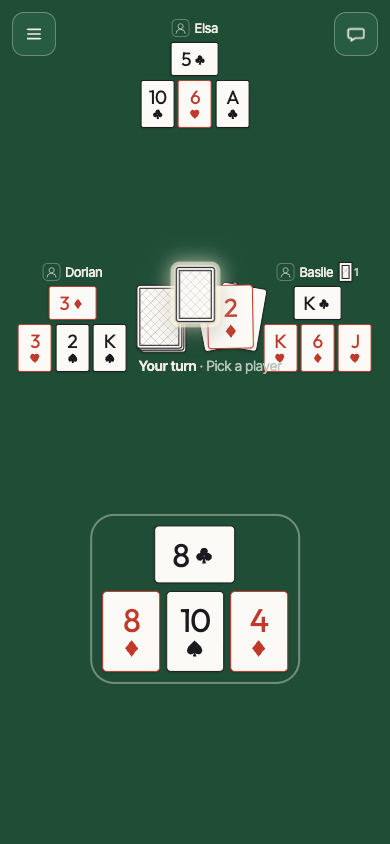 Elsa
5♣
10♣ 6♥ A♣
Dorian
Basile 1
3♦
K♣
2♦
3♥ 2♠ K♠
K♥ 6♦ J♥
Your turn · Pick a player
8♣
8♦ 10♠ 4♦